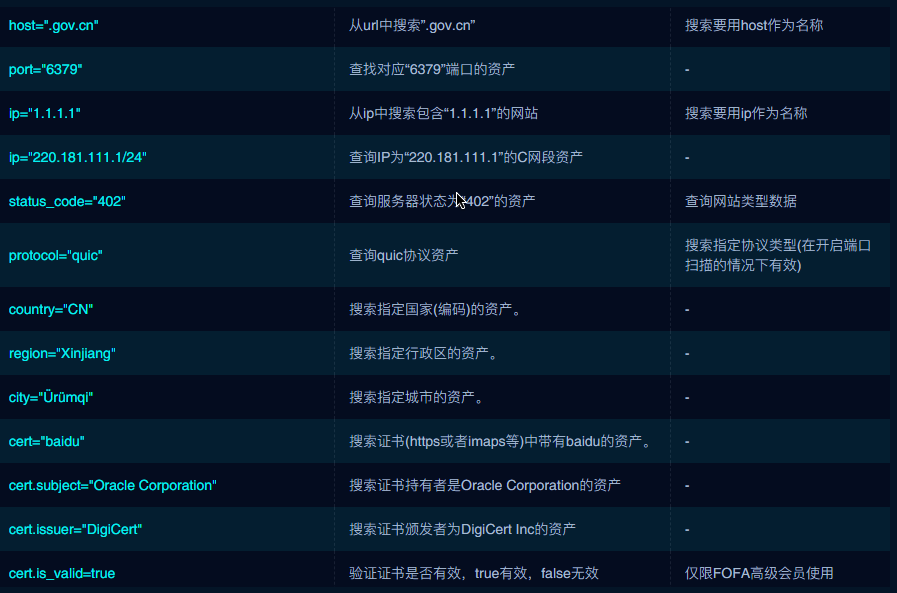 host=".gov.cn" 从url中搜索".gov.cn" 搜索要用host作为名称
port="6379" 查找对应“6379”端口的资产 -
ip="1.1.1.1" 从ip中搜索包含“1.1.1.1”的网站 搜索要用ip作为名称
ip="220.181.111.1/24" 查询IP为“220.181.111.1”的C网段资产 -
status_code="402" 查询服务器状态为“402”的资产 查询网站类型数据
protocol="quic" 查询quic协议资产 搜索指定协议类型(在开启端口
扫描的情况下有效)
country="CN" 搜索指定国家(编码)的资产。 -
region="Xinjiang" 搜索指定行政区的资产。 -
city="Ürümqi" 搜索指定城市的资产。 -
cert="baidu" 搜索证书(https或者imaps等)中带有baidu的资产。 -
cert.subject="Oracle Corporation" 搜索证书持有者是Oracle Corporation的资产 -
cert.issuer="DigiCert" 搜索证书颁发者为DigiCert Inc的资产 -
cert.is_valid=true 验证证书是否有效，true有效，false无效 仅限FOFA高级会员使用